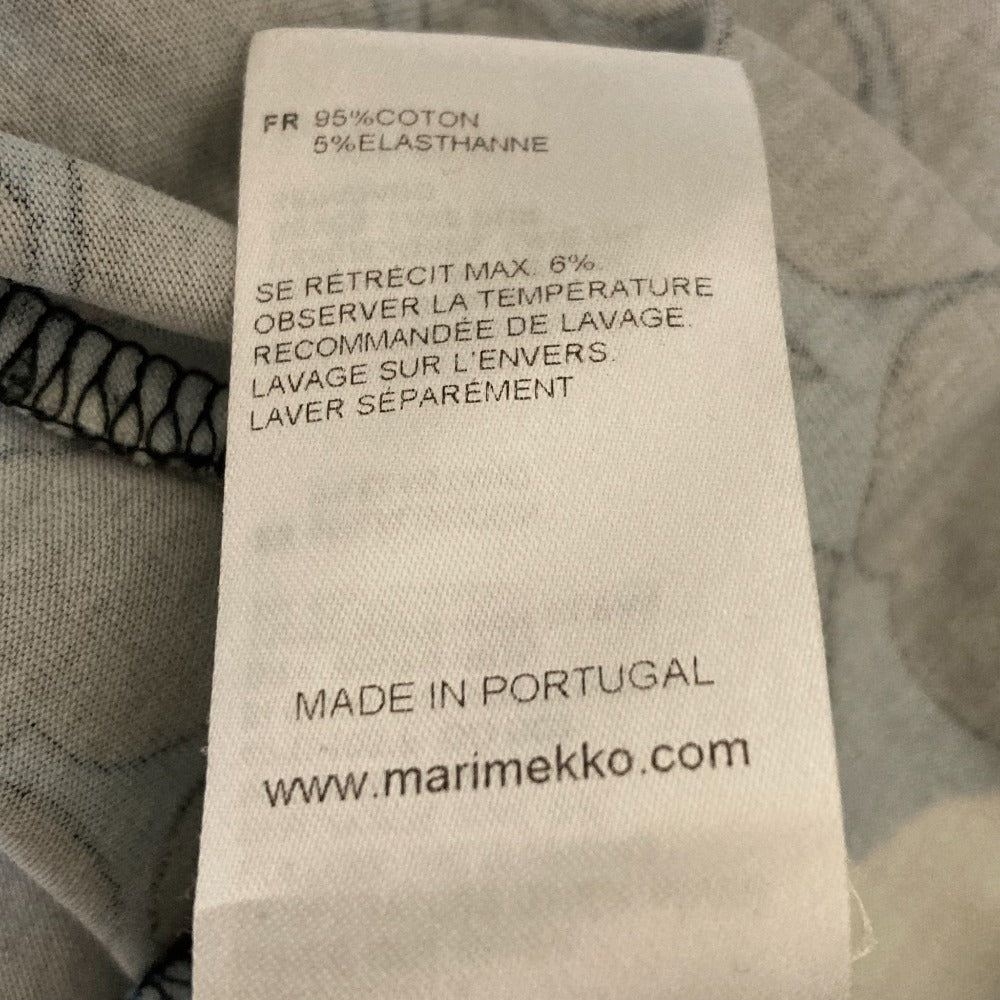 FR 95%COTON
5%ELASTHANNE
SE RÉTRÉCIT MAX. 6%.
OBSERVER LA TEMPÉRATURE
RECOMMANDÉE DE LAVAGE.
LAVAGE SUR L'ENVERS.
LAVER SÉPARÉMENT
MADE IN PORTUGAL
www.marimekko.com